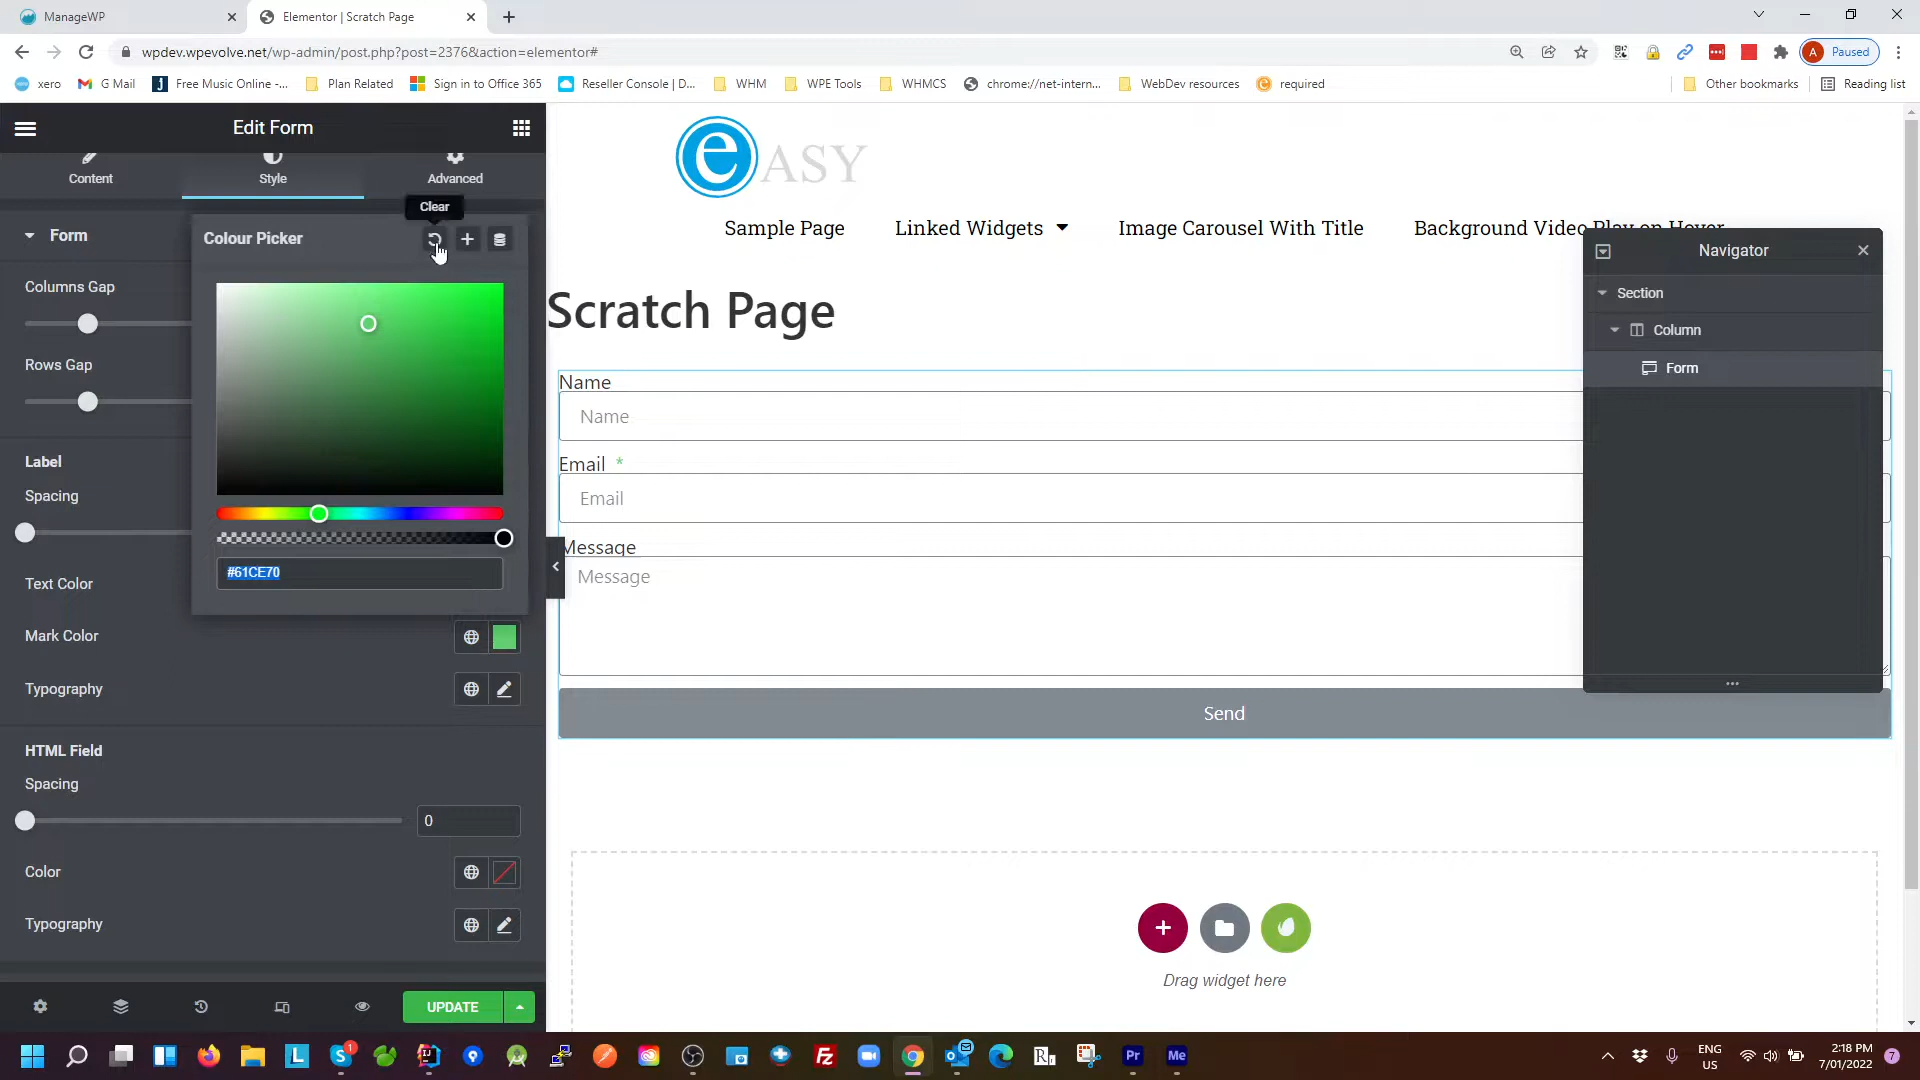 ManageWP
Elementor | Scratch Page
wpdev.wpevolve.net/wp-admin/post.php?post=2376&action=elementor#
A Paused
xero
G Mail
Free Music Online -...
Plan Related
Sign in to Office 365
Reseller Console | D...
WHM
WPE Tools
WHMCS
chrome://net-intern...
WebDev resources
required
Other bookmarks
Reading list
Edit Form
Content
Style
Advanced
Clear
Form
Colour Picker
Columns Gap
Rows Gap
Label
Spacing
#61CE70
Text Color
Mark Color
Typography
HTML Field
Spacing
0
Color
Typography
UPDATE
eASY
Sample Page
Linked Widgets
Image Carousel With Title
Background Video Play on Hover
Scratch Page
Name
Name
Email *
Email
Message
Message
Send
Drag widget here
Navigator
Section
Column
Form
ENG
US
2:18 PM
7/01/2022
7